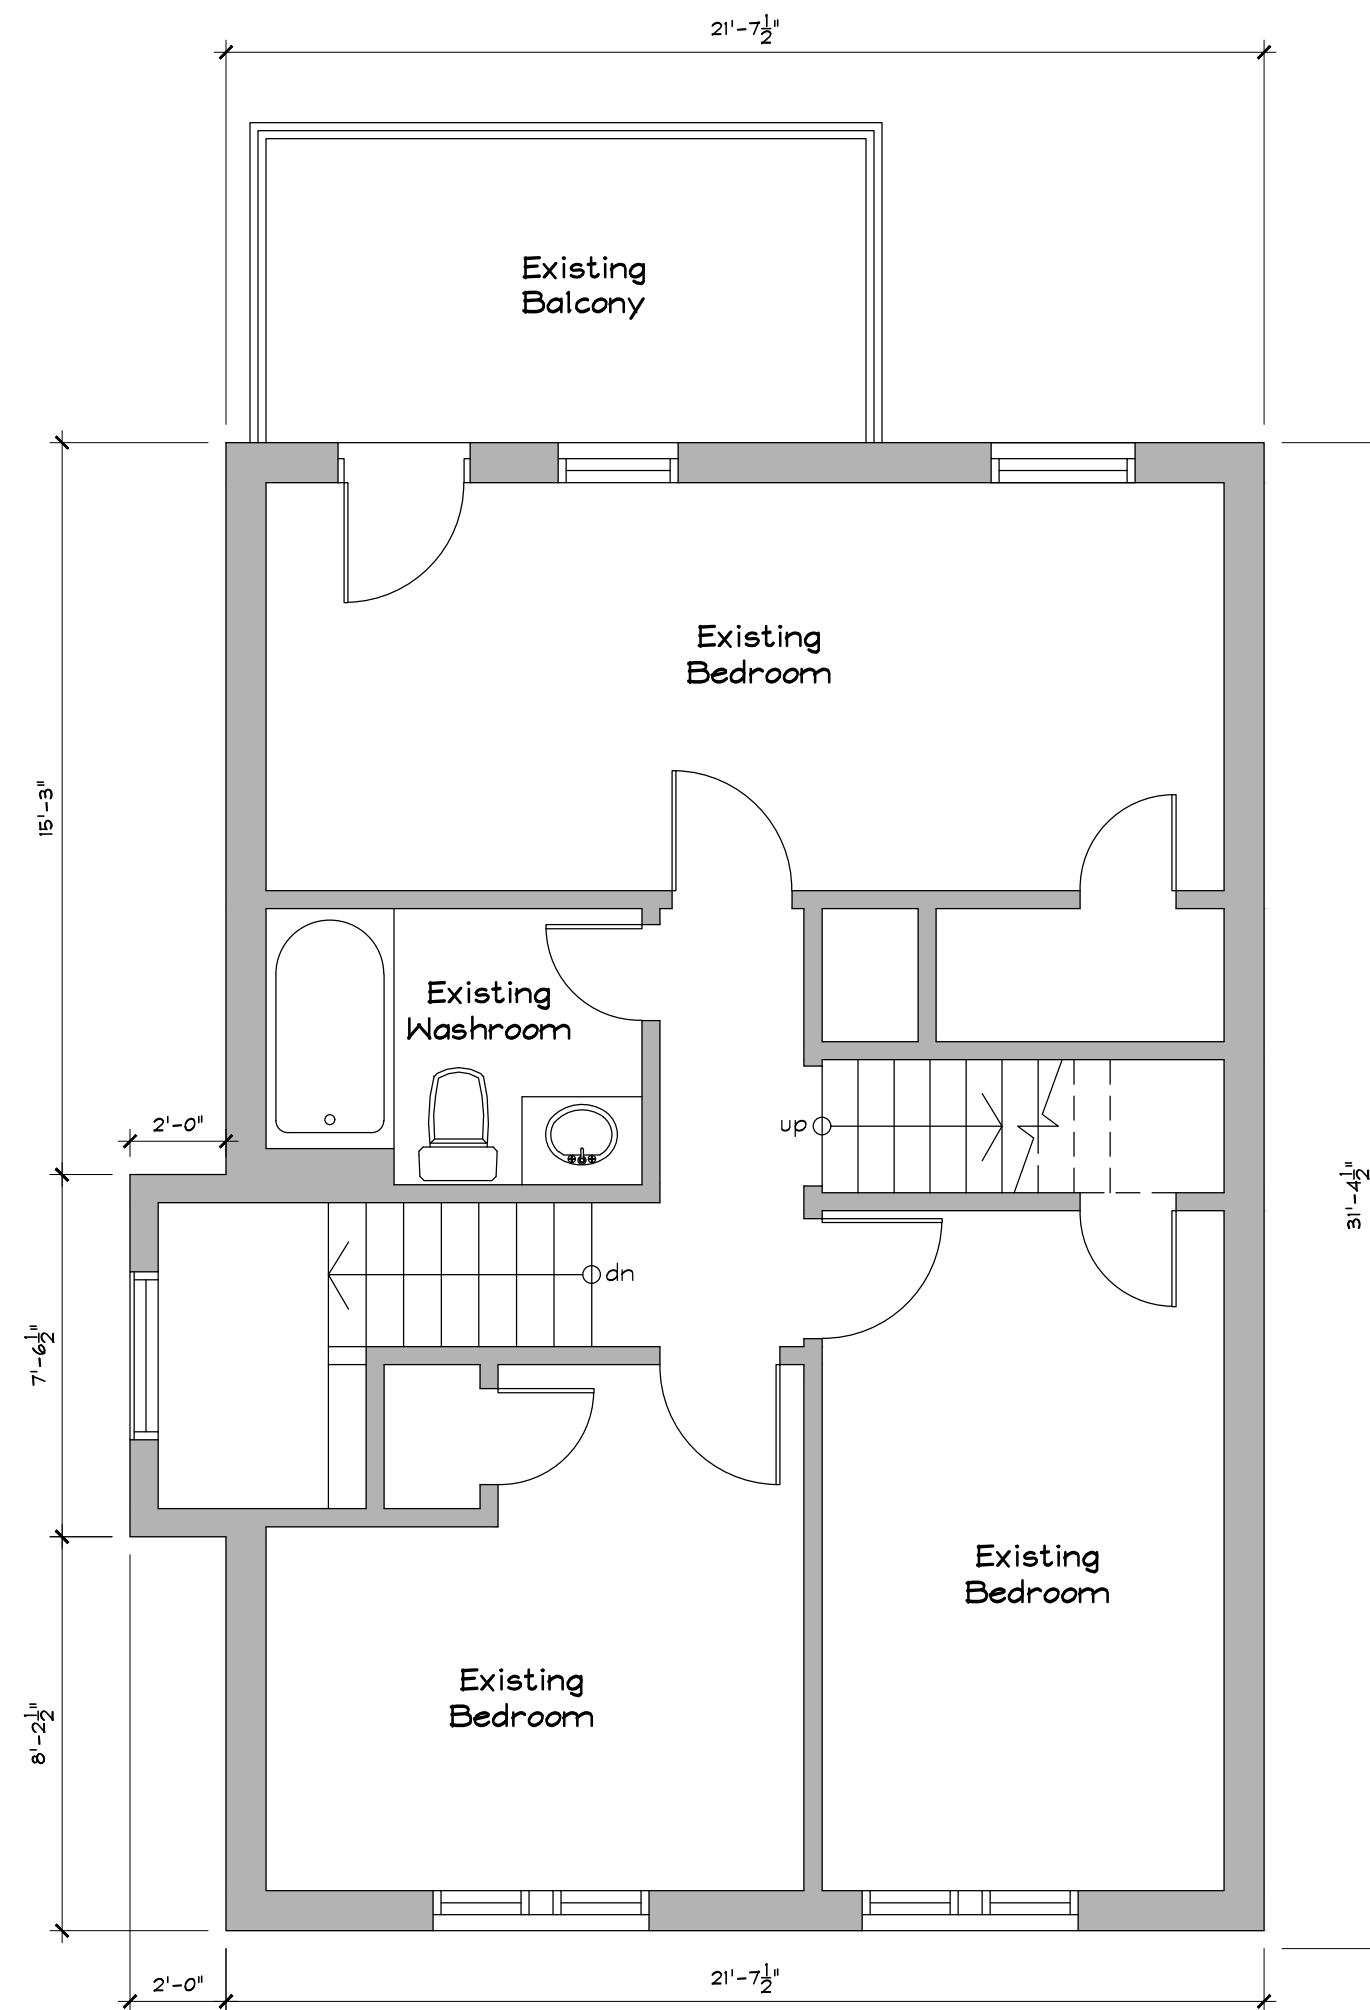 21'-7½"
Existing
Balcony
Existing
Bedroom
15'-3"
Existing
Washroom
2'-0"
up
31'-4½"
dn
7'-6½"
Existing
Bedroom
Existing
Bedroom
8'-2½"
2'-0"
21'-7½"